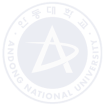 안동대학교
ANDONG NATIONAL UNIVERSITY